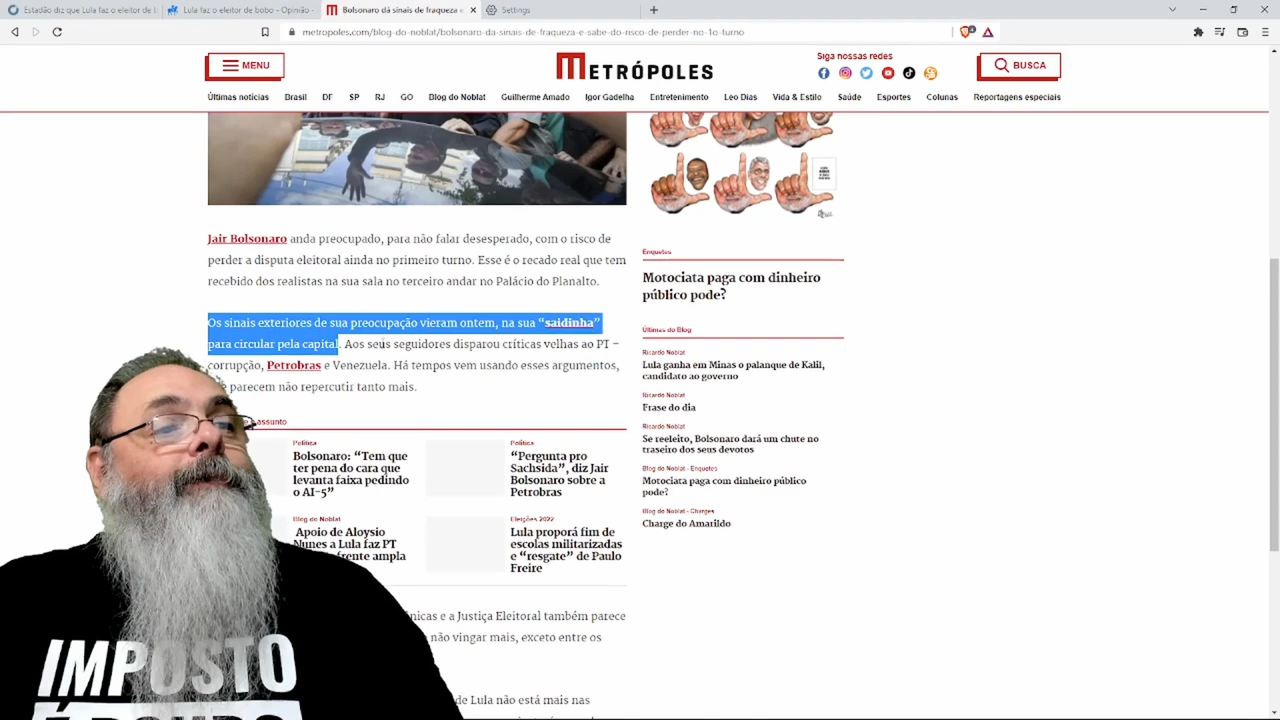 Estadão diz que Lula faz o eleitor de
Lula faz o eleitor de bobo - Opinião -
Bolsonaro dá sinais de fraqueza e
Settings
metropoles.com/blog-do-noblat/bolsonaro-da-sinais-de-fraqueza-e-sabe-do-risco-de-perder-no-1o-turno
MENU
METRÓPOLES
Siga nossas redes
BUSCA
Últimas notícias Brasil DF SP RJ GO Blog do Noblat Guilherme Amado Igor Gadelha Entretenimento Leo Dias Vida & Estilo Saúde Esportes Colunas Reportagens especiais
Jair Bolsonaro anda preocupado, para não falar desesperado, com o risco de
perder a disputa eleitoral ainda no primeiro turno. Esse é o recado real que tem
recebido dos realistas na sua sala no terceiro andar no Palácio do Planalto.
Os sinais exteriores de sua preocupação vieram ontem, na sua “saidinha”
para circular pela capital. Aos seus seguidores disparou críticas velhas ao PT –
corrupção, Petrobras e Venezuela. Há tempos vem usando esses argumentos,
parecem não repercutir tanto mais.
assunto
Política
Bolsonaro: “Tem que
ter pena do cara que
levanta faixa pedindo
o AI-5”
Política
“Pergunta pro
Sachsida”, diz Jair
Bolsonaro sobre a
Petrobras
Blog do Noblat
Apoio de Aloysio
Nunes a Lula faz PT
frente ampla
Eleições 2022
Lula proporá fim de
escolas militarizadas
e “resgate” de Paulo
Freire
nicas e a Justiça Eleitoral também parece
não vingar mais, exceto entre os
de Lula não está mais nas
Enquetes
Motociata paga com dinheiro
público pode?
Últimas do Blog
Ricardo Noblat
Lula ganha em Minas o palanque de Kalil,
candidato ao governo
Ricardo Noblat
Frase do dia
Ricardo Noblat
Se reeleito, Bolsonaro dará um chute no
traseiro dos seus devotos
Blog do Noblat - Enquetes
Motociata paga com dinheiro público
pode?
Blog do Noblat - Charges
Charge do Amarildo
IMPOSTO